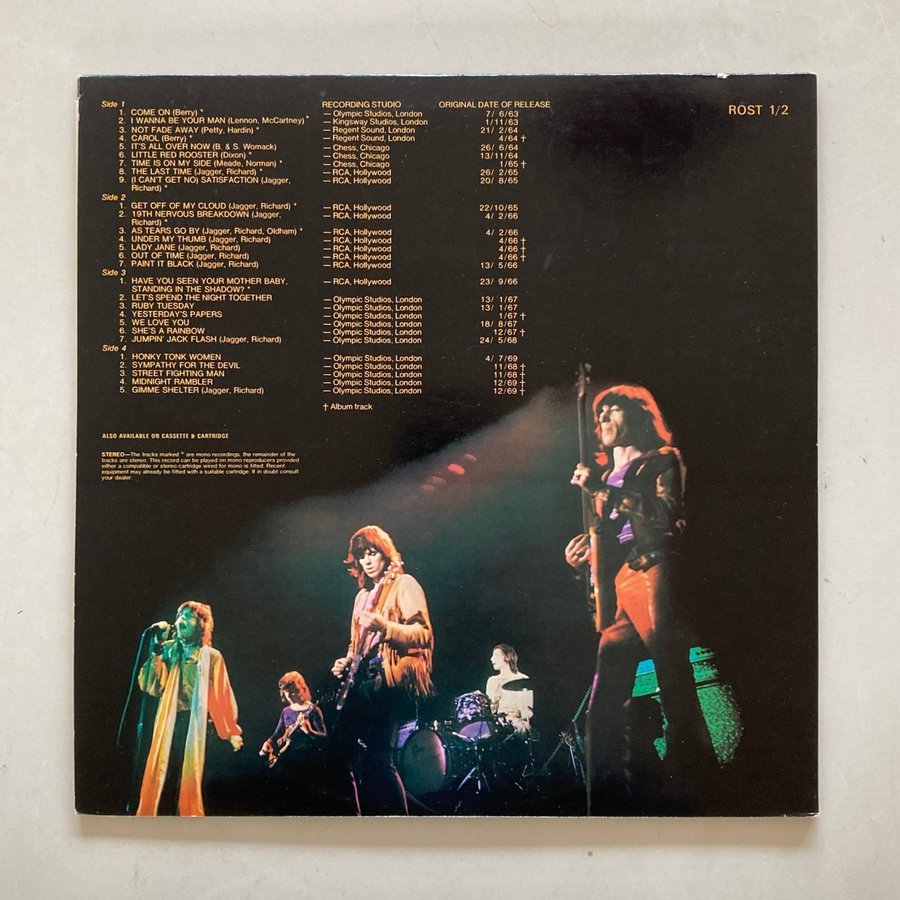 Side 1 RECORDING STUDIO ORIGINAL DATE OF RELEASE ROST 1/2
1. COME ON (Berry) * — Olympic Studios, London 7/ 6/63
2. I WANNA BE YOUR MAN (Lennon, McCartney) * — Kingsway Studios, London 1/11/63
3. NOT FADE AWAY (Petty, Hardin) * — Regent Sound, London 21/ 2/64
4. CAROL (Berry) * — Regent Sound, London 4/64 †
5. IT'S ALL OVER NOW (B. & S. Womack) — Chess, Chicago 26/ 6/64
6. LITTLE RED ROOSTER (Dixon) * — Chess, Chicago 13/11/64
7. TIME IS ON MY SIDE (Meade, Norman) * — Chess, Chicago 1/65 †
8. THE LAST TIME (Jagger, Richard) * — RCA, Hollywood 26/ 2/65
9. (I CAN'T GET NO) SATISFACTION (Jagger, — RCA, Hollywood 20/ 8/65
Richard) *
Side 2
1. GET OFF OF MY CLOUD (Jagger, Richard) * — RCA, Hollywood 22/10/65
2. 19TH NERVOUS BREAKDOWN (Jagger, — RCA, Hollywood 4/ 2/66
Richard) *
3. AS TEARS GO BY (Jagger, Richard, Oldham) * — RCA, Hollywood 4/ 2/66
4. UNDER MY THUMB (Jagger, Richard) — RCA, Hollywood 4/66 †
5. LADY JANE (Jagger, Richard) — RCA, Hollywood 4/66 †
6. OUT OF TIME (Jagger, Richard) — RCA, Hollywood 4/66 †
7. PAINT IT BLACK (Jagger, Richard) — RCA, Hollywood 13/ 5/66
Side 3
1. HAVE YOU SEEN YOUR MOTHER BABY, — RCA, Hollywood 23/ 9/66
STANDING IN THE SHADOW? *
2. LET'S SPEND THE NIGHT TOGETHER — Olympic Studios, London 13/ 1/67
3. RUBY TUESDAY — Olympic Studios, London 13/ 1/67
4. YESTERDAY'S PAPERS — Olympic Studios, London 1/67 †
5. WE LOVE YOU — Olympic Studios, London 18/ 8/67
6. SHE'S A RAINBOW — Olympic Studios, London 12/67 †
7. JUMPIN' JACK FLASH (Jagger, Richard) — Olympic Studios, London 24/ 5/68
Side 4
1. HONKY TONK WOMEN — Olympic Studios, London 4/ 7/69
2. SYMPATHY FOR THE DEVIL — Olympic Studios, London 11/68 †
3. STREET FIGHTING MAN — Olympic Studios, London 11/68 †
4. MIDNIGHT RAMBLER — Olympic Studios, London 12/69 †
5. GIMME SHELTER (Jagger, Richard) — Olympic Studios, London 12/69 †
† Album track
ALSO AVAILABLE ON CASSETTE & CARTRIDGE
STEREO—The tracks marked * are mono recordings, the remainder of the
tracks are stereo. This record can be played on mono reproducers provided
either a compatible or stereo cartridge wired for mono is fitted. Recent
equipment may already be fitted with a suitable cartridge. If in doubt consult
your dealer.